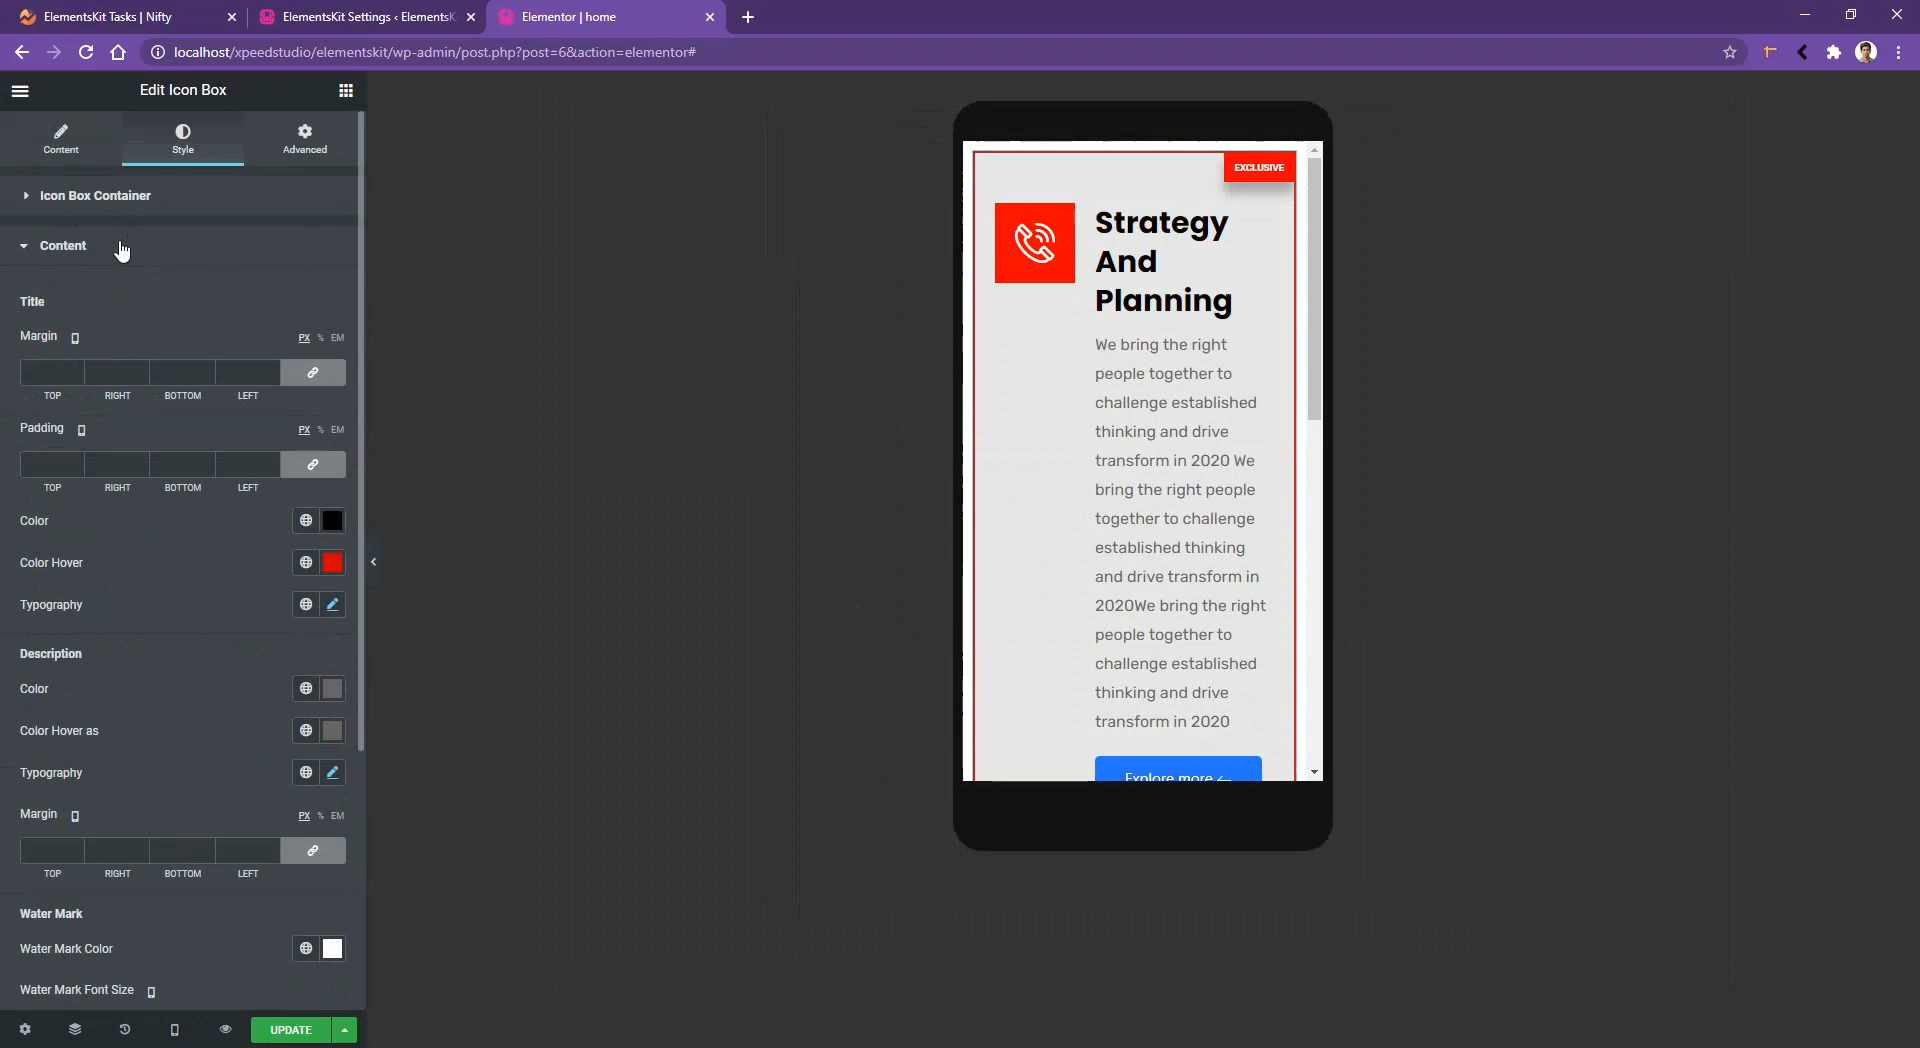 ElementsKit Tasks | Nifty
ElementsKit Settings ‹ ElementsK
Elementor | home
localhost/xpeedstudio/elementskit/wp-admin/post.php?post=6&action=elementor#
Edit Icon Box
Content
Style
Advanced
Icon Box Container
Content
Title
Margin
PX % EM
TOP RIGHT BOTTOM LEFT
Padding
PX % EM
TOP RIGHT BOTTOM LEFT
Color
Color Hover
Typography
Description
Color
Color Hover as
Typography
Margin
PX % EM
TOP RIGHT BOTTOM LEFT
Water Mark
Water Mark Color
Water Mark Font Size
UPDATE
EXCLUSIVE
Strategy
And
Planning
We bring the right
people together to
challenge established
thinking and drive
transform in 2020 We
bring the right people
together to challenge
established thinking
and drive transform in
2020We bring the right
people together to
challenge established
thinking and drive
transform in 2020
Explore more ←